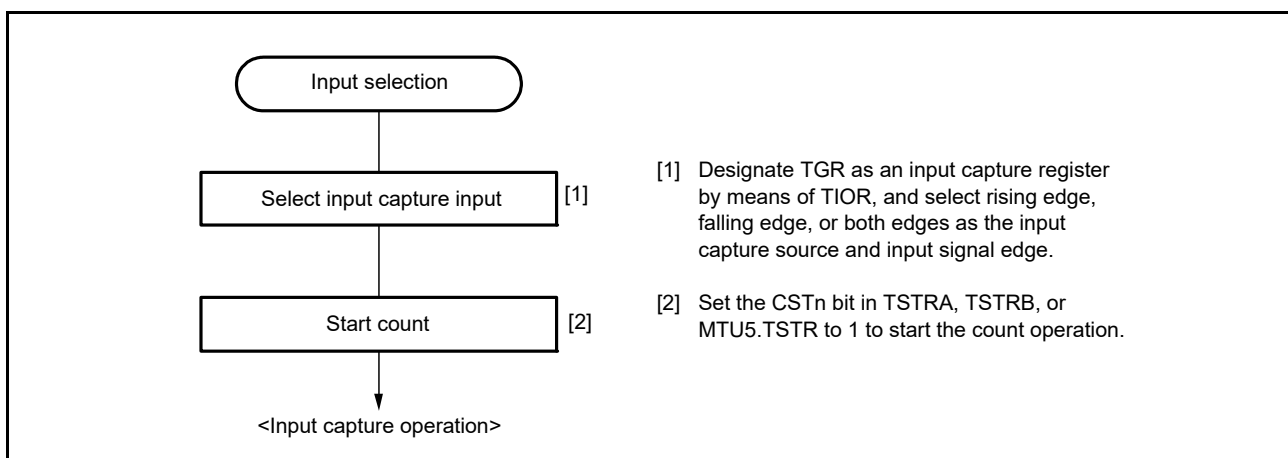 Input selection
Select input capture input
[1]
Start count
[2]
<Input capture operation>
[1] Designate TGR as an input capture register
by means of TIOR, and select rising edge,
falling edge, or both edges as the input
capture source and input signal edge.
[2] Set the CSTn bit in TSTRA, TSTRB, or
MTU5.TSTR to 1 to start the count operation.